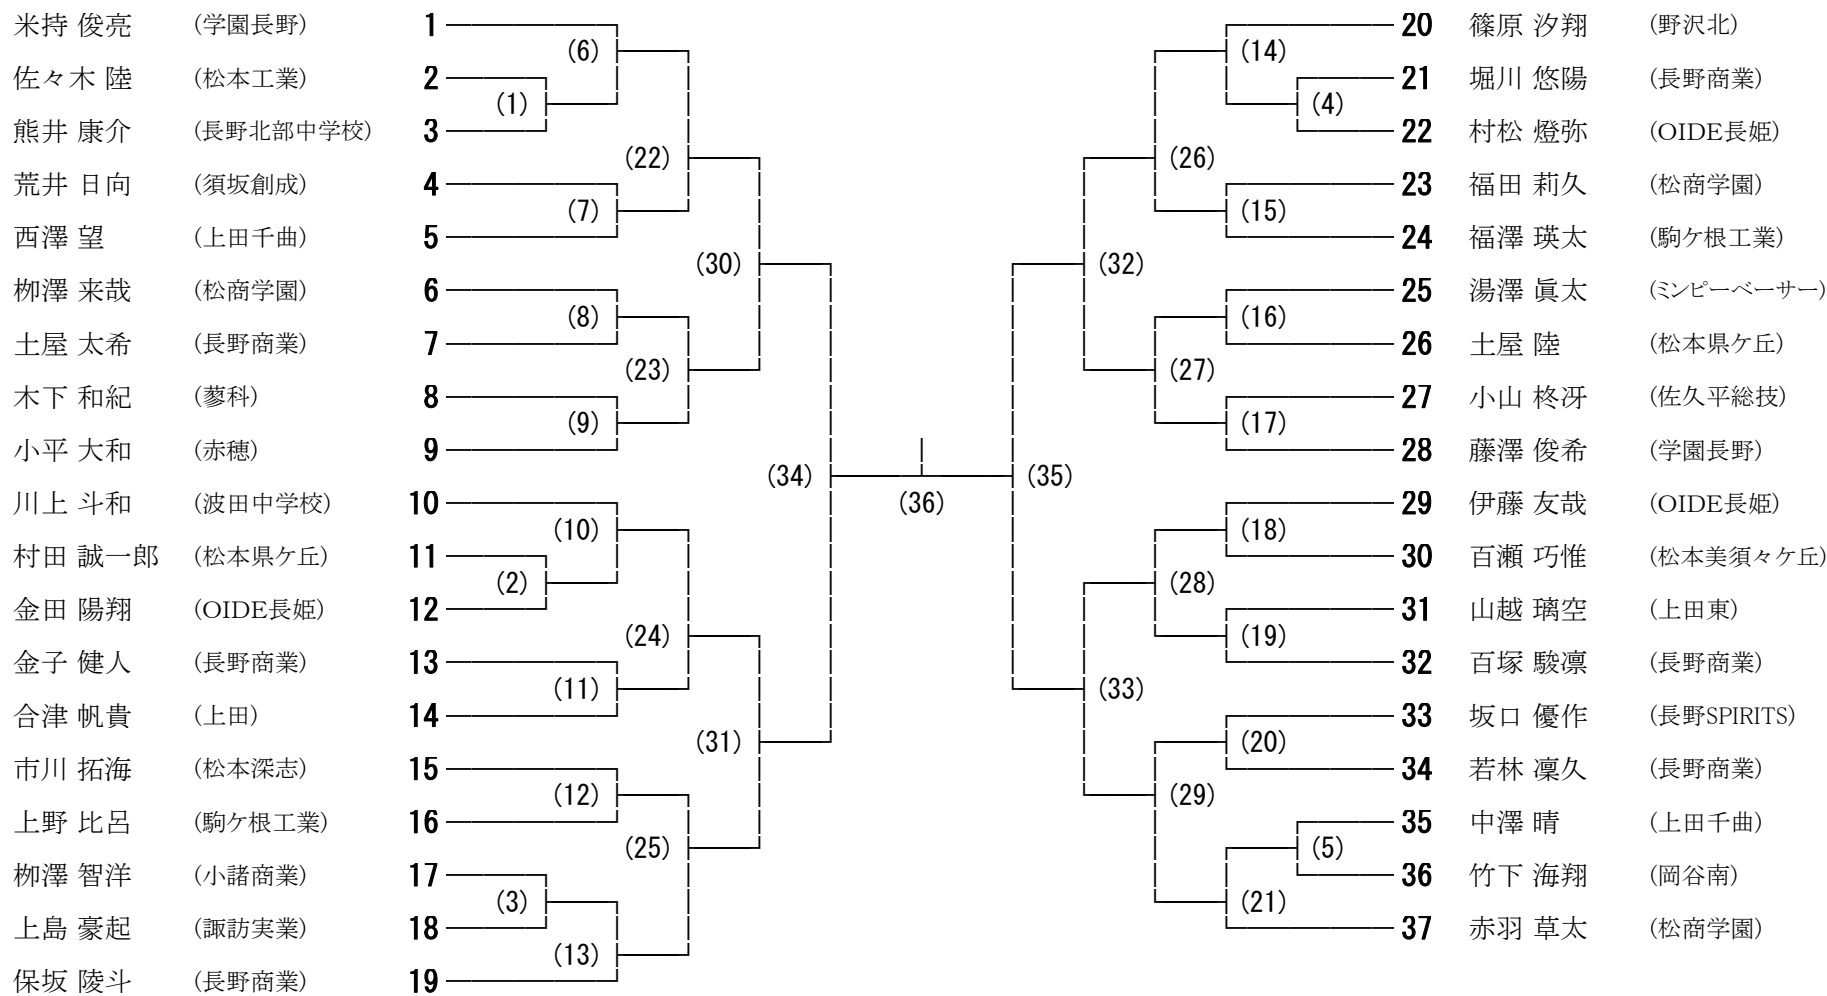 米持 俊亮 (学園長野) 1
佐々木 陸 (松本工業) 2
熊井 康介 (長野北部中学校) 3
荒井 日向 (須坂創成) 4
西澤 望 (上田千曲) 5
栁澤 来哉 (松商学園) 6
土屋 太希 (長野商業) 7
木下 和紀 (蓼科) 8
小平 大和 (赤穂) 9
川上 斗和 (波田中学校) 10
村田 誠一郎 (松本県ケ丘) 11
金田 陽翔 (OIDE長姫) 12
金子 健人 (長野商業) 13
合津 帆貴 (上田) 14
市川 拓海 (松本深志) 15
上野 比呂 (駒ケ根工業) 16
栁澤 智洋 (小諸商業) 17
上島 豪起 (諏訪実業) 18
保坂 陵斗 (長野商業) 19
(6)
(1)
(22)
(7)
(30)
(8)
(23)
(9)
(34)
(10)
(2)
(24)
(11)
(31)
(12)
(25)
(3)
(13)
(36)
(14)
(4)
(26)
(15)
(32)
(16)
(27)
(17)
(35)
(18)
(28)
(19)
(33)
(20)
(29)
(5)
(21)
20 篠原 汐翔 (野沢北)
21 堀川 悠陽 (長野商業)
22 村松 燈弥 (OIDE長姫)
23 福田 莉久 (松商学園)
24 福澤 瑛太 (駒ケ根工業)
25 湯澤 眞太 (ミンピーベーサー)
26 土屋 陸 (松本県ケ丘)
27 小山 柊冴 (佐久平総技)
28 藤澤 俊希 (学園長野)
29 伊藤 友哉 (OIDE長姫)
30 百瀬 巧惟 (松本美須々ケ丘)
31 山越 璃空 (上田東)
32 百塚 駿凛 (長野商業)
33 坂口 優作 (長野SPIRITS)
34 若林 凜久 (長野商業)
35 中澤 晴 (上田千曲)
36 竹下 海翔 (岡谷南)
37 赤羽 草太 (松商学園)